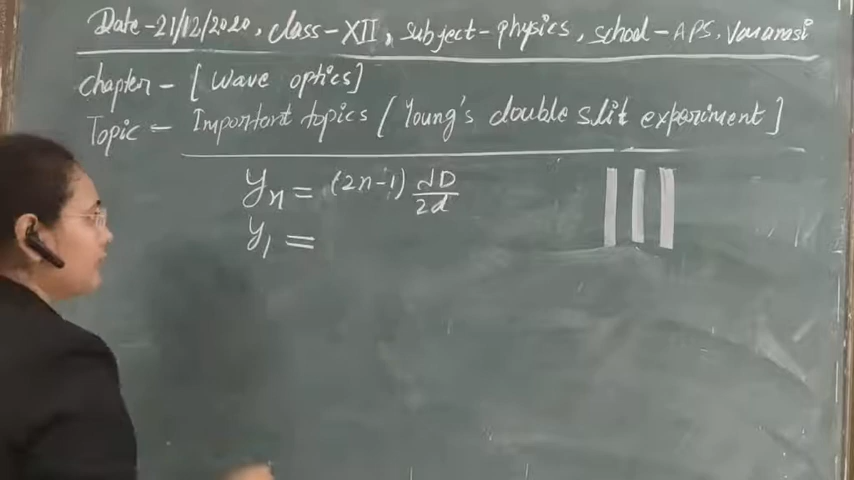 Date-21/12/2020, class-XII, subject-physics, school-APS, Varanasi
chapter- [Wave optics]
Topic- Important topics [Young's double slit experiment]
yn = (2n-1) λD/2d
y1 =